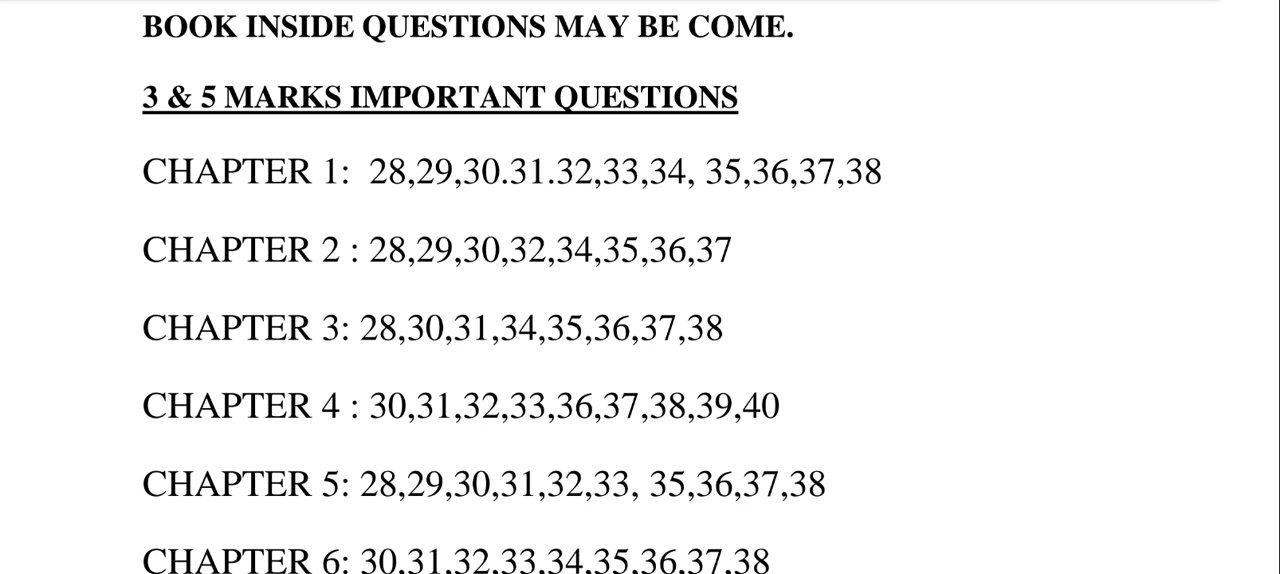 BOOK INSIDE QUESTIONS MAY BE COME.
3 & 5 MARKS IMPORTANT QUESTIONS
CHAPTER 1:  28,29,30.31.32,33,34, 35,36,37,38
CHAPTER 2 : 28,29,30,32,34,35,36,37
CHAPTER 3: 28,30,31,34,35,36,37,38
CHAPTER 4 : 30,31,32,33,36,37,38,39,40
CHAPTER 5: 28,29,30,31,32,33, 35,36,37,38
CHAPTER 6: 30,31,32,33,34,35,36,37,38